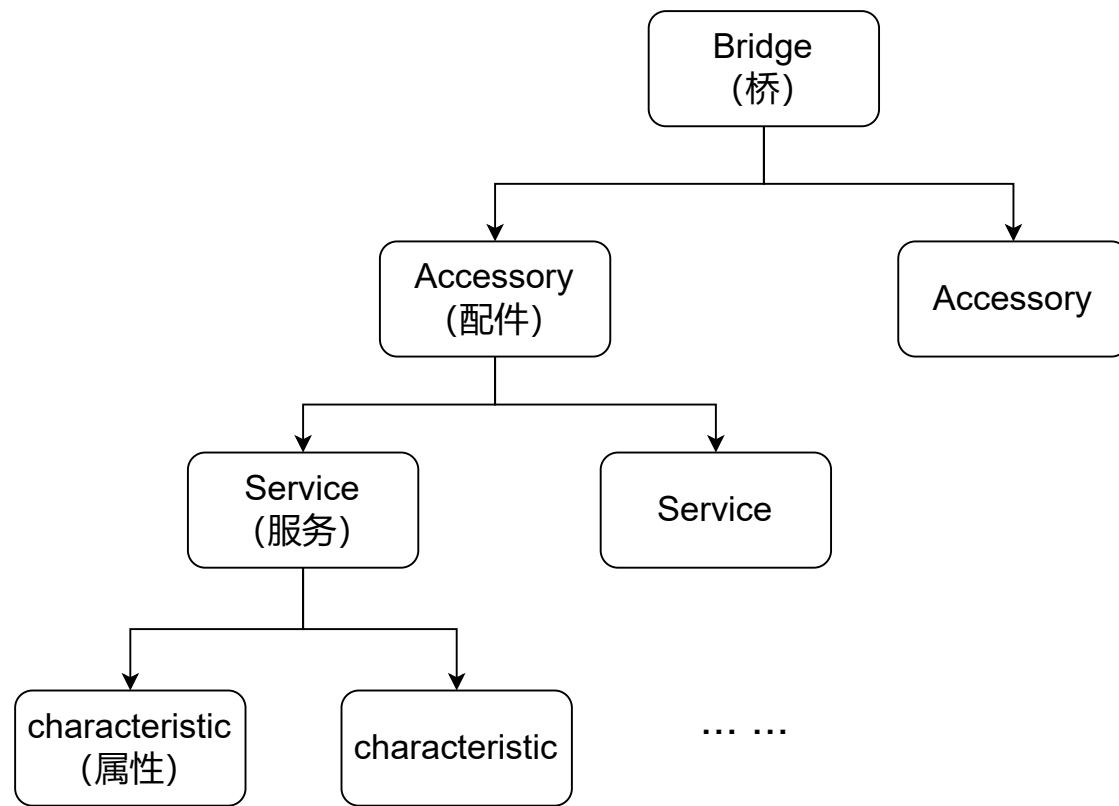 Bridge
（桥）
Accessory
（配件）
Accessory
Service
（服务）
Service
characteristic
（属性）
characteristic
... ...